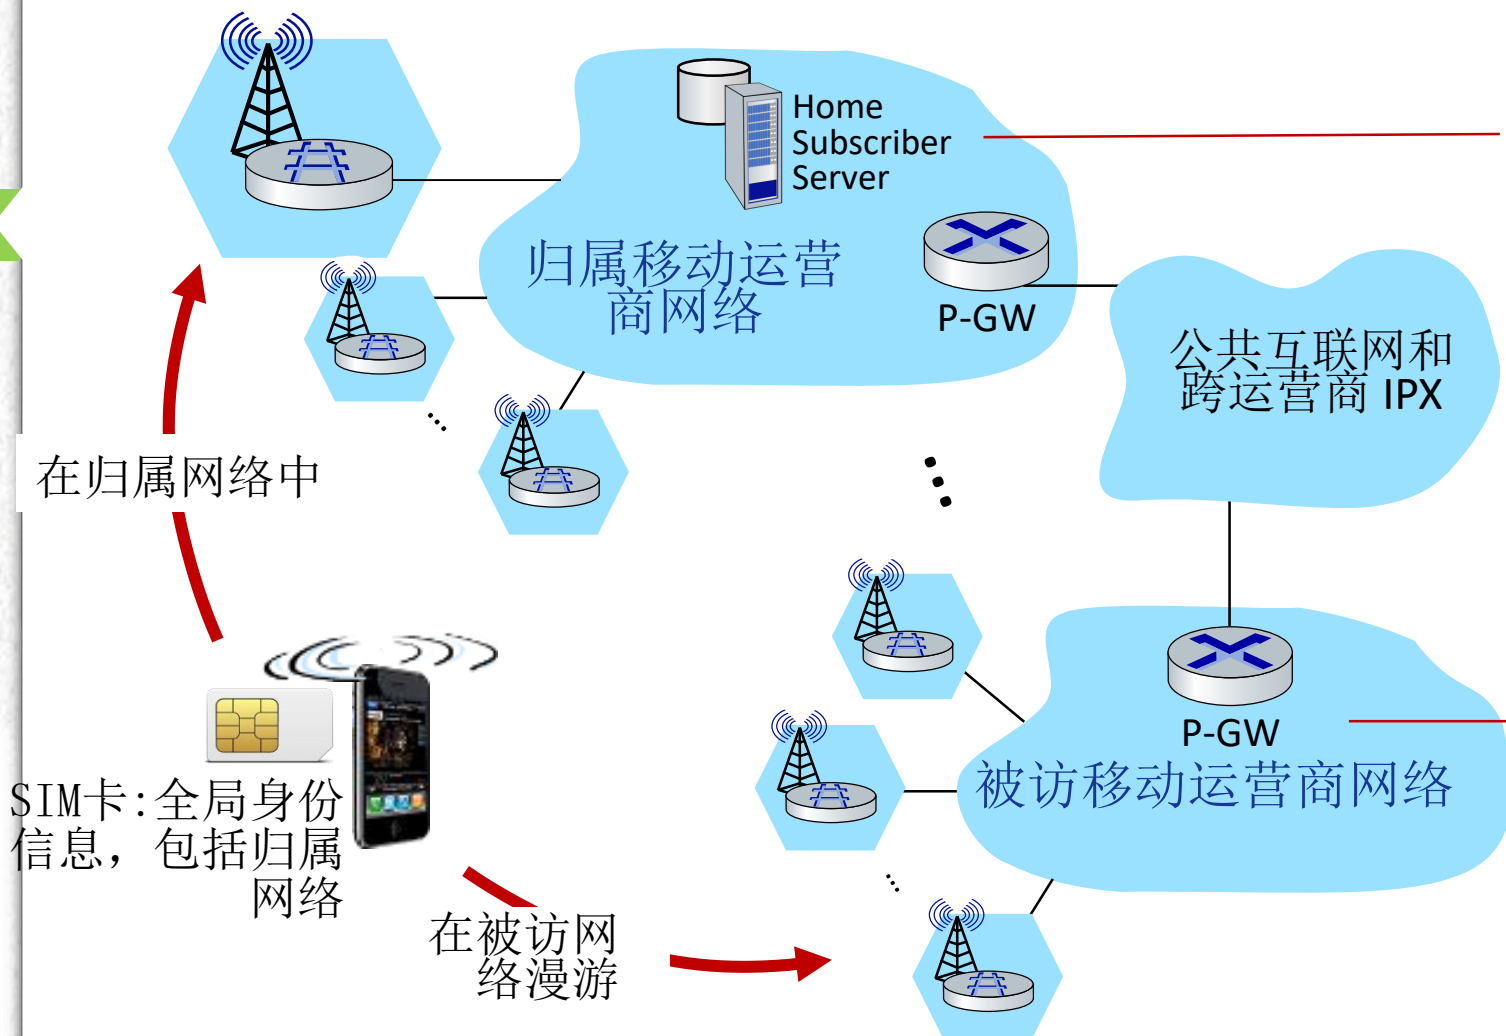 Home
Subscriber
Server
归属移动运营
商网络
P-GW
公共互联网和
跨运营商 IPX
在归属网络中
P-GW
被访移动运营商网络
SIM卡:全局身份
信息，包括归属
网络
在被访网
络漫游